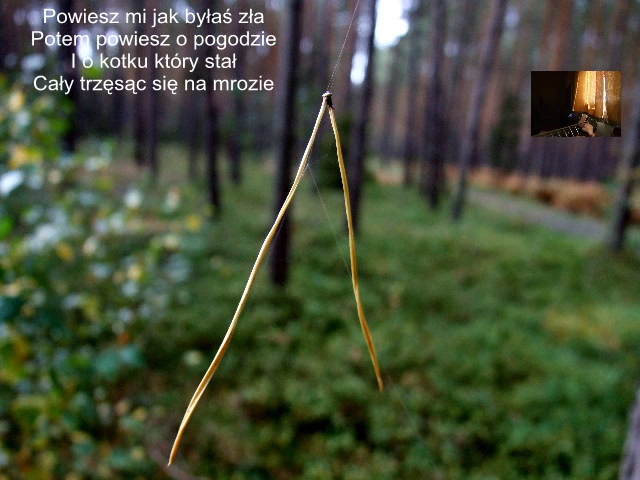 Powiesz mi jak byłaś zła
Potem powiesz o pogodzie
I o kotku który stał
Cały trzęsąc się na mrozie